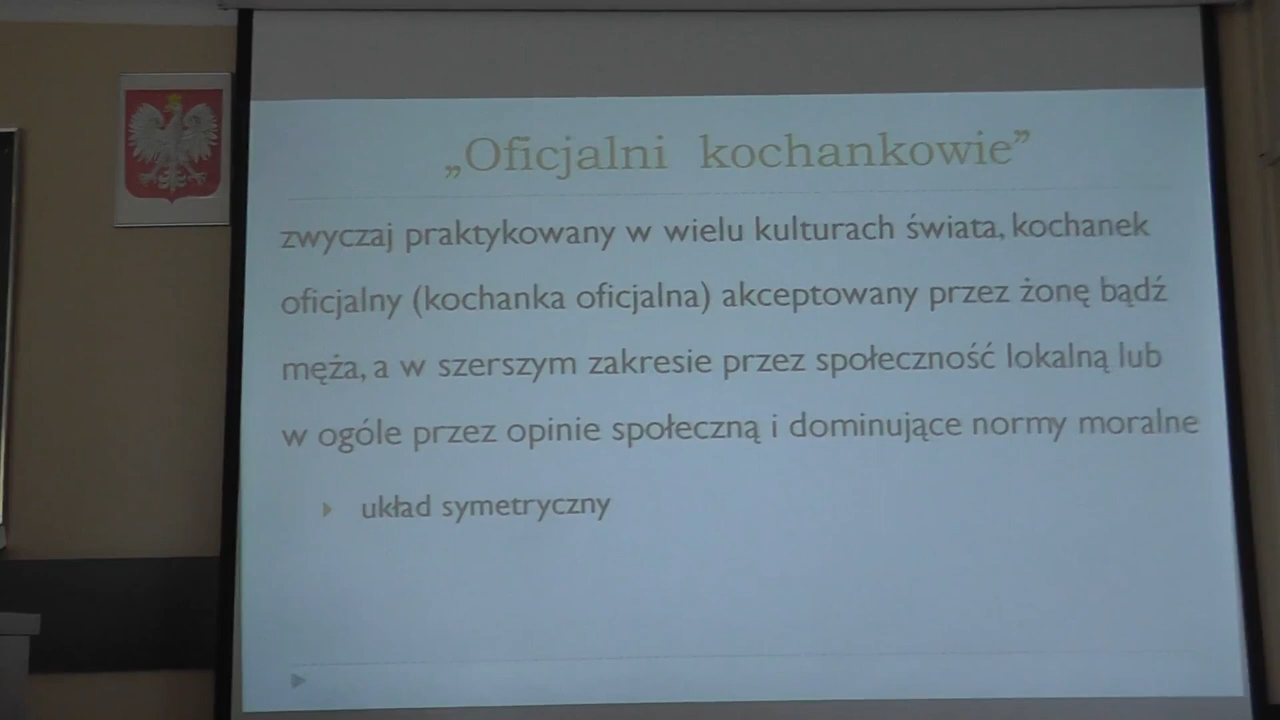 „Oficjalni kochankowie”
zwyczaj praktykowany w wielu kulturach świata, kochanek
oficjalny (kochanka oficjalna) akceptowany przez żonę bądź
męża, a w szerszym zakresie przez społeczność lokalną lub
w ogóle przez opinie społeczną i dominujące normy moralne
układ symetryczny